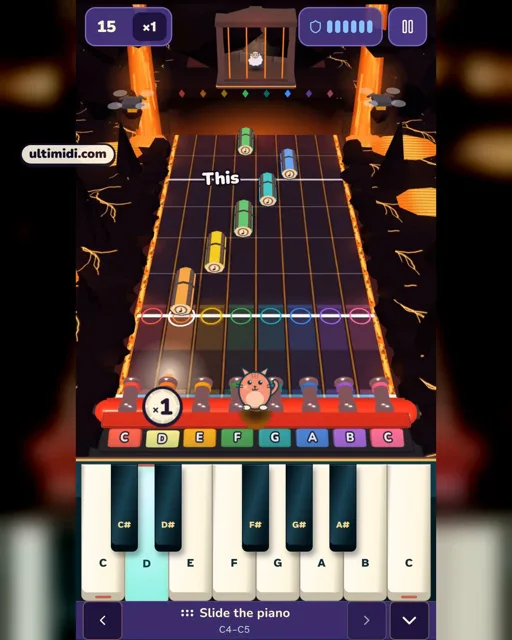 15 ×1
ultimidi.com
This
×1
C D E F G A B C
C# D# F# G# A#
C D E F G A B C
Slide the piano
C4–C5